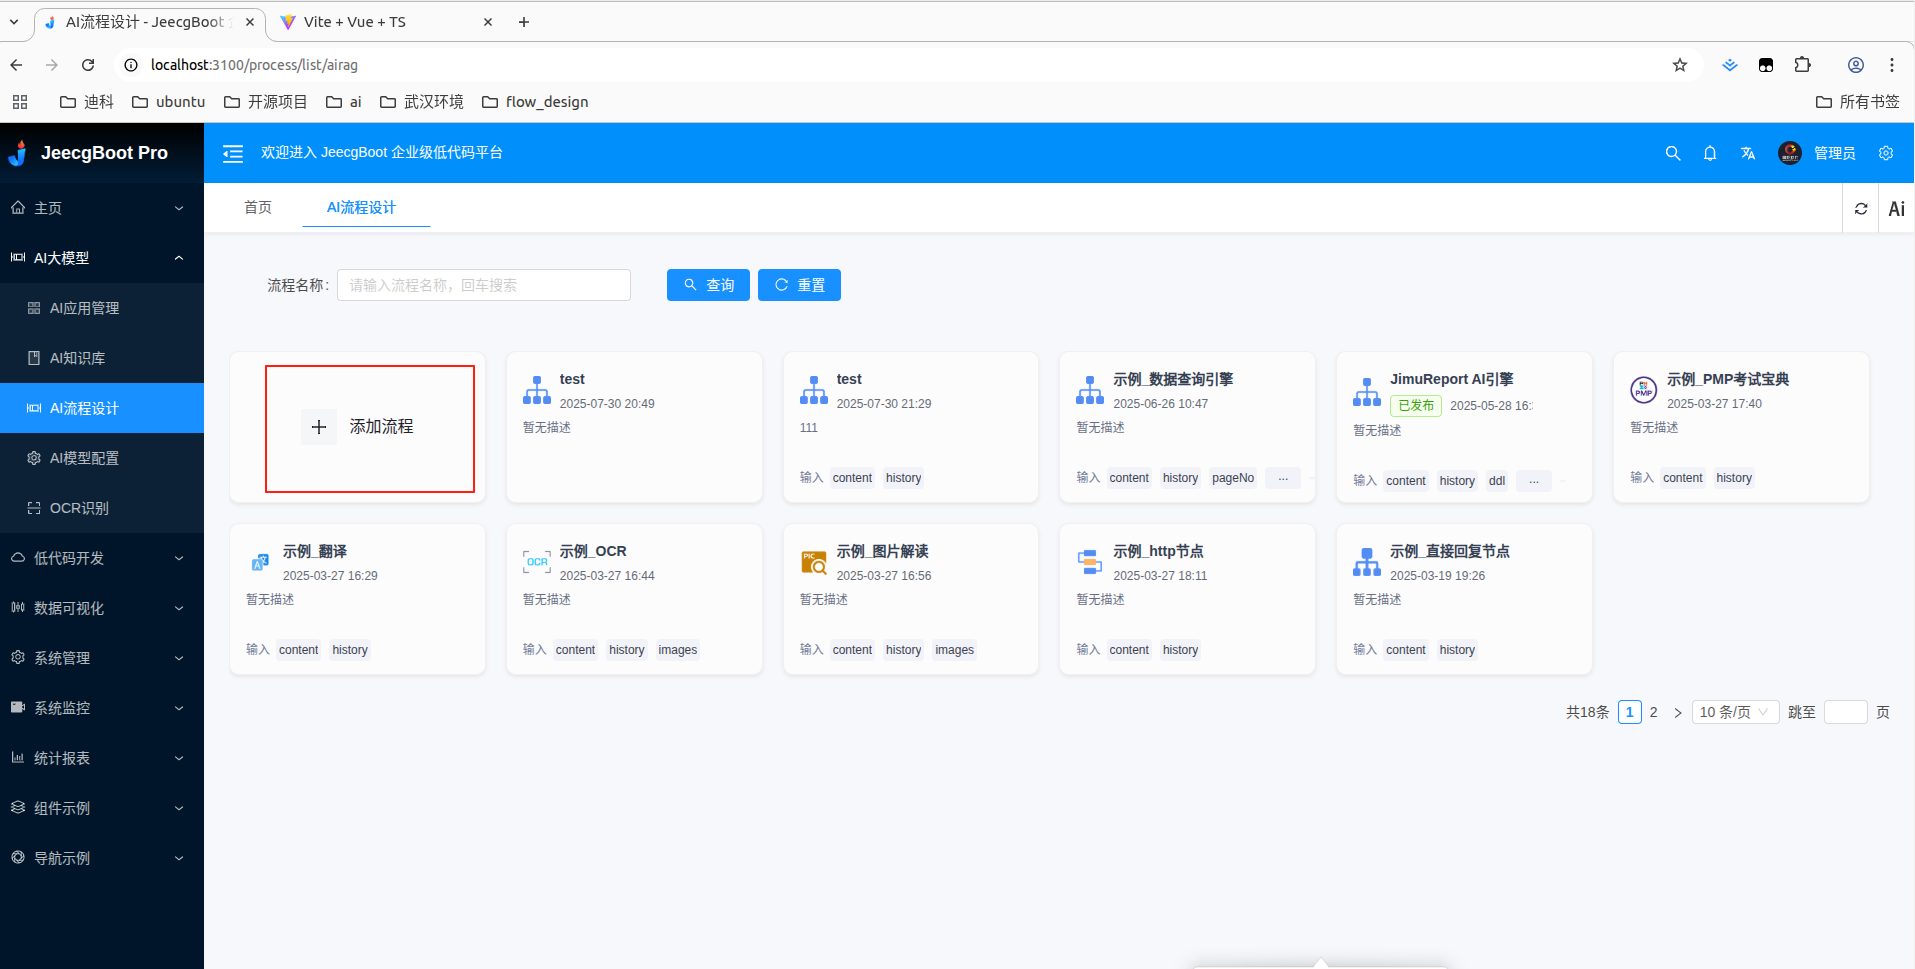 AI流程设计 - JeecgBoot
Vite + Vue + TS
localhost:3100/process/list/airag
迪科
ubuntu
开源项目
ai
武汉环境
flow_design
所有书签
JeecgBoot Pro
欢迎进入 JeecgBoot 企业级低代码平台
管理员
主页
AI大模型
AI应用管理
AI知识库
AI流程设计
AI模型配置
OCR识别
低代码开发
数据可视化
系统管理
系统监控
统计报表
组件示例
导航示例
首页
AI流程设计
Ai
流程名称:
请输入流程名称，回车搜索
查询
重置
添加流程
test
2025-07-30 20:49
暂无描述
test
2025-07-30 21:29
111
输入 content history
示例_数据查询引擎
2025-06-26 10:47
暂无描述
输入 content history pageNo ...
JimuReport AI引擎
已发布 2025-05-28 16:
暂无描述
输入 content history ddl ...
PMP
示例_PMP考试宝典
2025-03-27 17:40
暂无描述
输入 content history
示例_翻译
2025-03-27 16:29
暂无描述
输入 content history
OCR
示例_OCR
2025-03-27 16:44
暂无描述
输入 content history images
PIC
示例_图片解读
2025-03-27 16:56
暂无描述
输入 content history images
示例_http节点
2025-03-27 18:11
暂无描述
输入 content history
示例_直接回复节点
2025-03-19 19:26
暂无描述
输入 content history
共18条 1 2 10 条/页 跳至 页